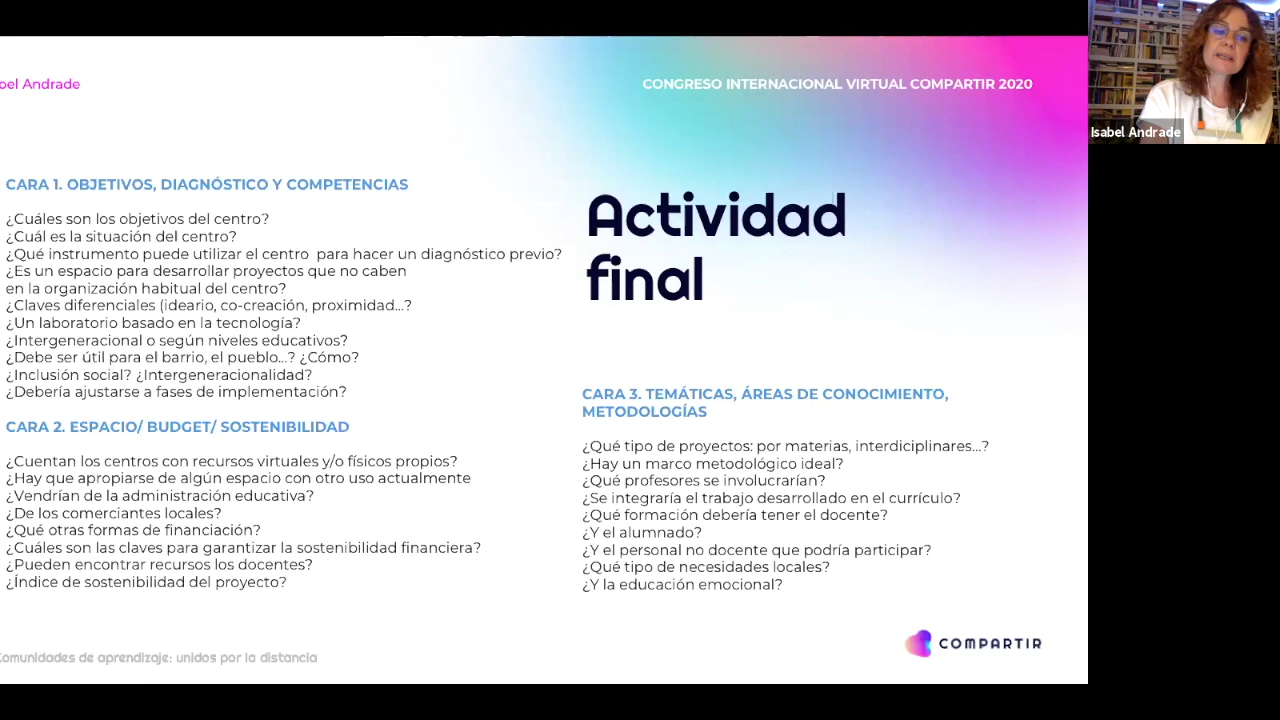 bel Andrade
CONGRESO INTERNACIONAL VIRTUAL COMPARTIR 2020
Isabel Andrade
CARA 1. OBJETIVOS, DIAGNÓSTICO Y COMPETENCIAS
¿Cuáles son los objetivos del centro?
¿Cuál es la situación del centro?
¿Qué instrumento puede utilizar el centro para hacer un diagnóstico previo?
¿Es un espacio para desarrollar proyectos que no caben
en la organización habitual del centro?
¿Claves diferenciales (ideario, co-creación, proximidad...?
¿Un laboratorio basado en la tecnología?
¿Intergeneracional o según niveles educativos?
¿Debe ser útil para el barrio, el pueblo...? ¿Cómo?
¿Inclusión social? ¿Intergeneracionalidad?
¿Debería ajustarse a fases de implementación?
CARA 2. ESPACIO/ BUDGET/ SOSTENIBILIDAD
¿Cuentan los centros con recursos virtuales y/o físicos propios?
¿Hay que apropiarse de algún espacio con otro uso actualmente
¿Vendrían de la administración educativa?
¿De los comerciantes locales?
¿Qué otras formas de financiación?
¿Cuáles son las claves para garantizar la sostenibilidad financiera?
¿Pueden encontrar recursos los docentes?
¿Índice de sostenibilidad del proyecto?
Actividad
final
CARA 3. TEMÁTICAS, ÁREAS DE CONOCIMIENTO,
METODOLOGÍAS
¿Qué tipo de proyectos: por materias, interdiciplinares...?
¿Hay un marco metodológico ideal?
¿Qué profesores se involucrarían?
¿Se integraría el trabajo desarrollado en el currículo?
¿Qué formación debería tener el docente?
¿Y el alumnado?
¿Y el personal no docente que podría participar?
¿Qué tipo de necesidades locales?
¿Y la educación emocional?
Comunidades de aprendizaje: unidos por la distancia
COMPARTIR